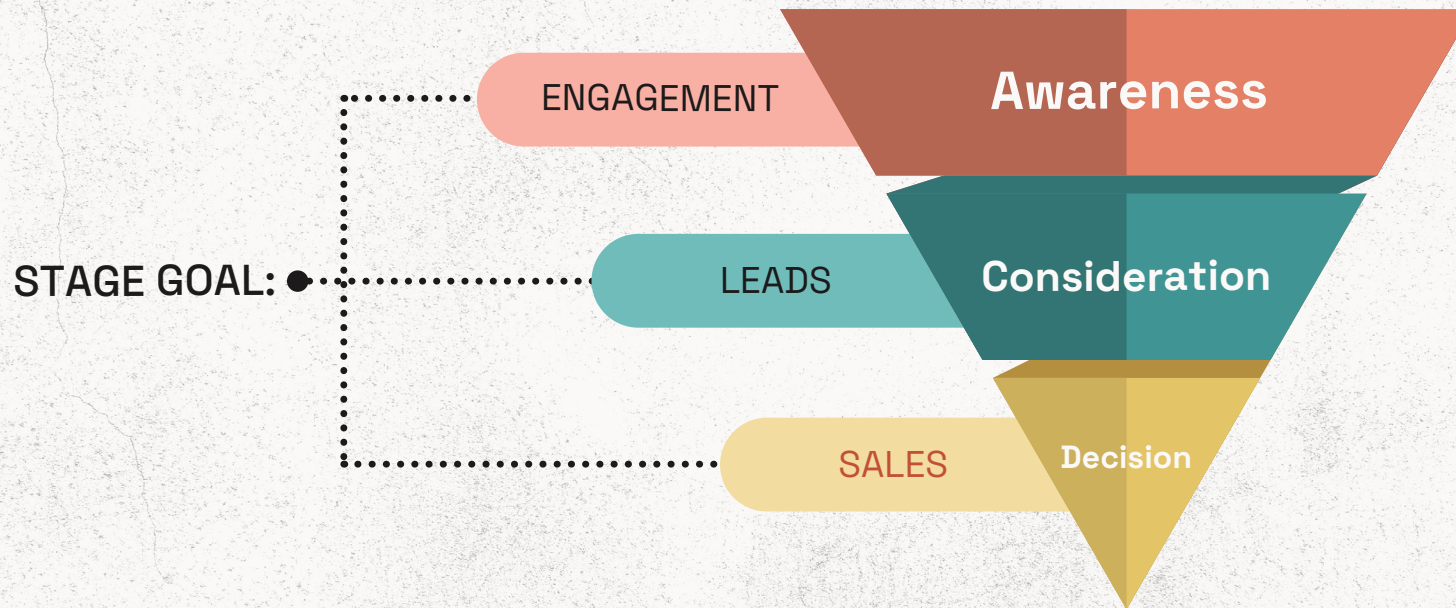 ENGAGEMENT
Awareness
STAGE GOAL:
LEADS
Consideration
SALES
Decision